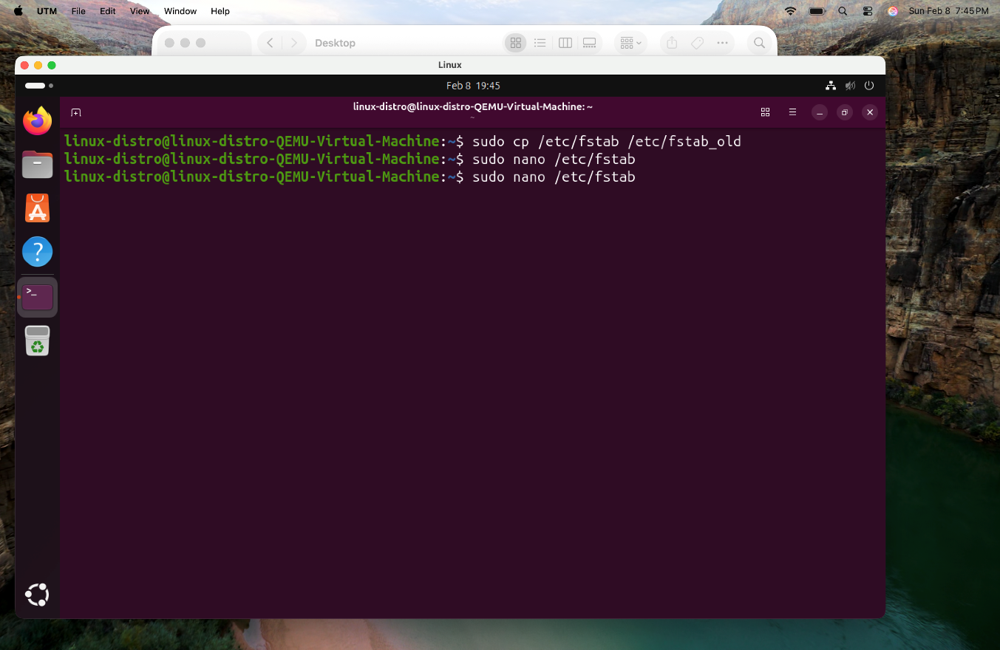 UTM File Edit View Window Help Sun Feb 8 7:45 PM
Desktop
Linux
Feb 8 19:45
linux-distro@linux-distro-QEMU-Virtual-Machine: ~
~
linux-distro@linux-distro-QEMU-Virtual-Machine:~$ sudo cp /etc/fstab /etc/fstab_old
linux-distro@linux-distro-QEMU-Virtual-Machine:~$ sudo nano /etc/fstab
linux-distro@linux-distro-QEMU-Virtual-Machine:~$ sudo nano /etc/fstab